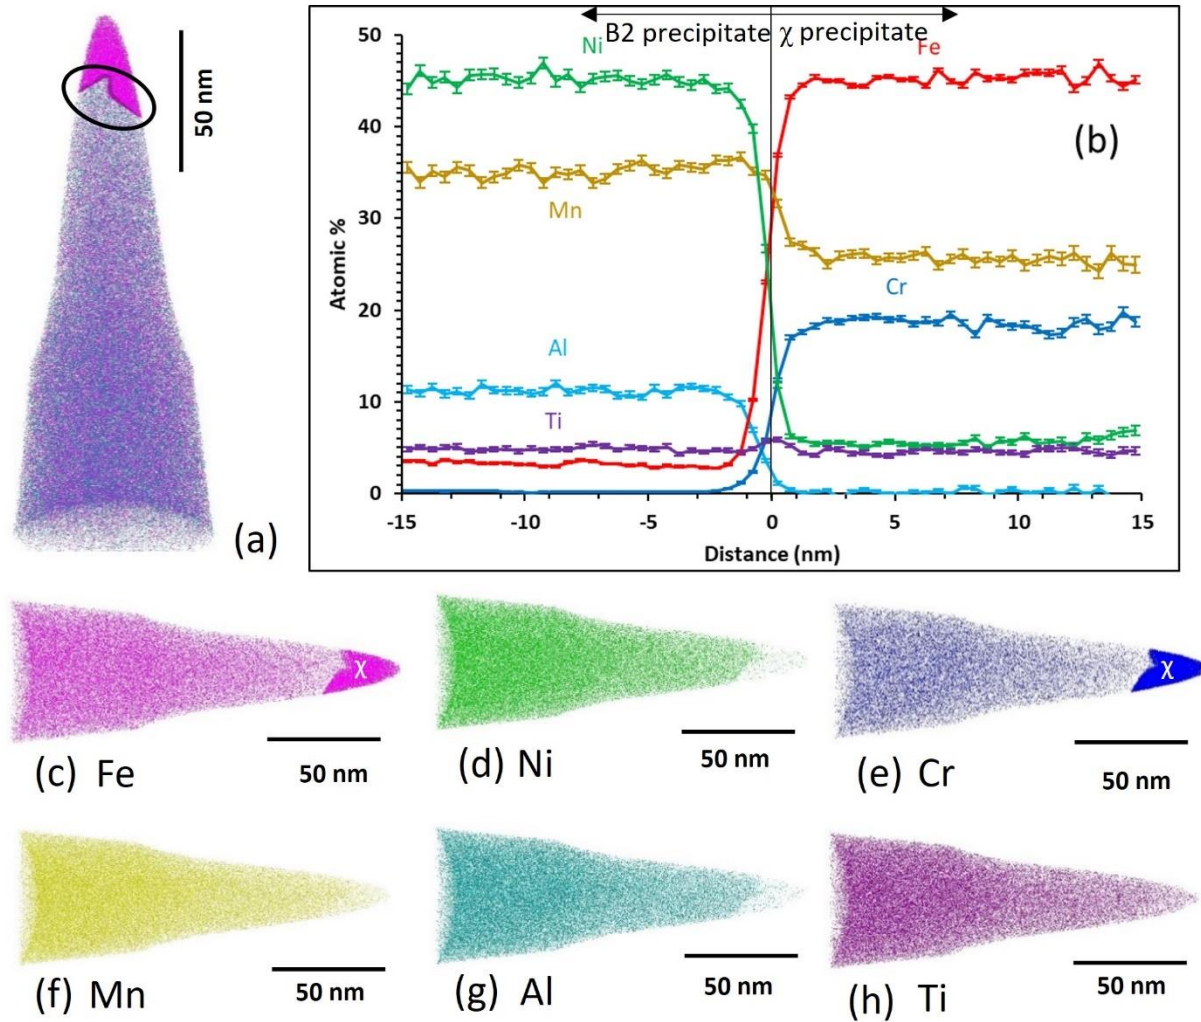 50 nm
(a)
B2 precipitate χ precipitate
Ni
Fe
(b)
Mn
Cr
Al
Ti
Atomic %
50
40
30
20
10
0
-15 -10 -5 0 5 10 15
Distance (nm)
χ
χ
(c) Fe 50 nm
(d) Ni 50 nm
(e) Cr 50 nm
(f) Mn 50 nm
(g) Al 50 nm
(h) Ti 50 nm